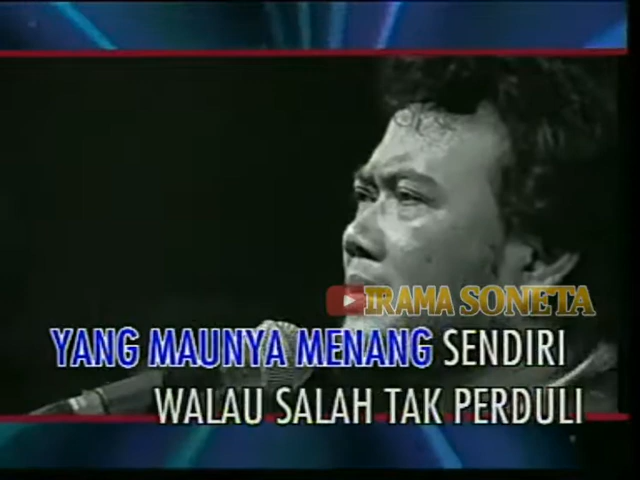 IRAMA SONETA
YANG MAUNYA MENANG SENDIRI
WALAU SALAH TAK PERDULI